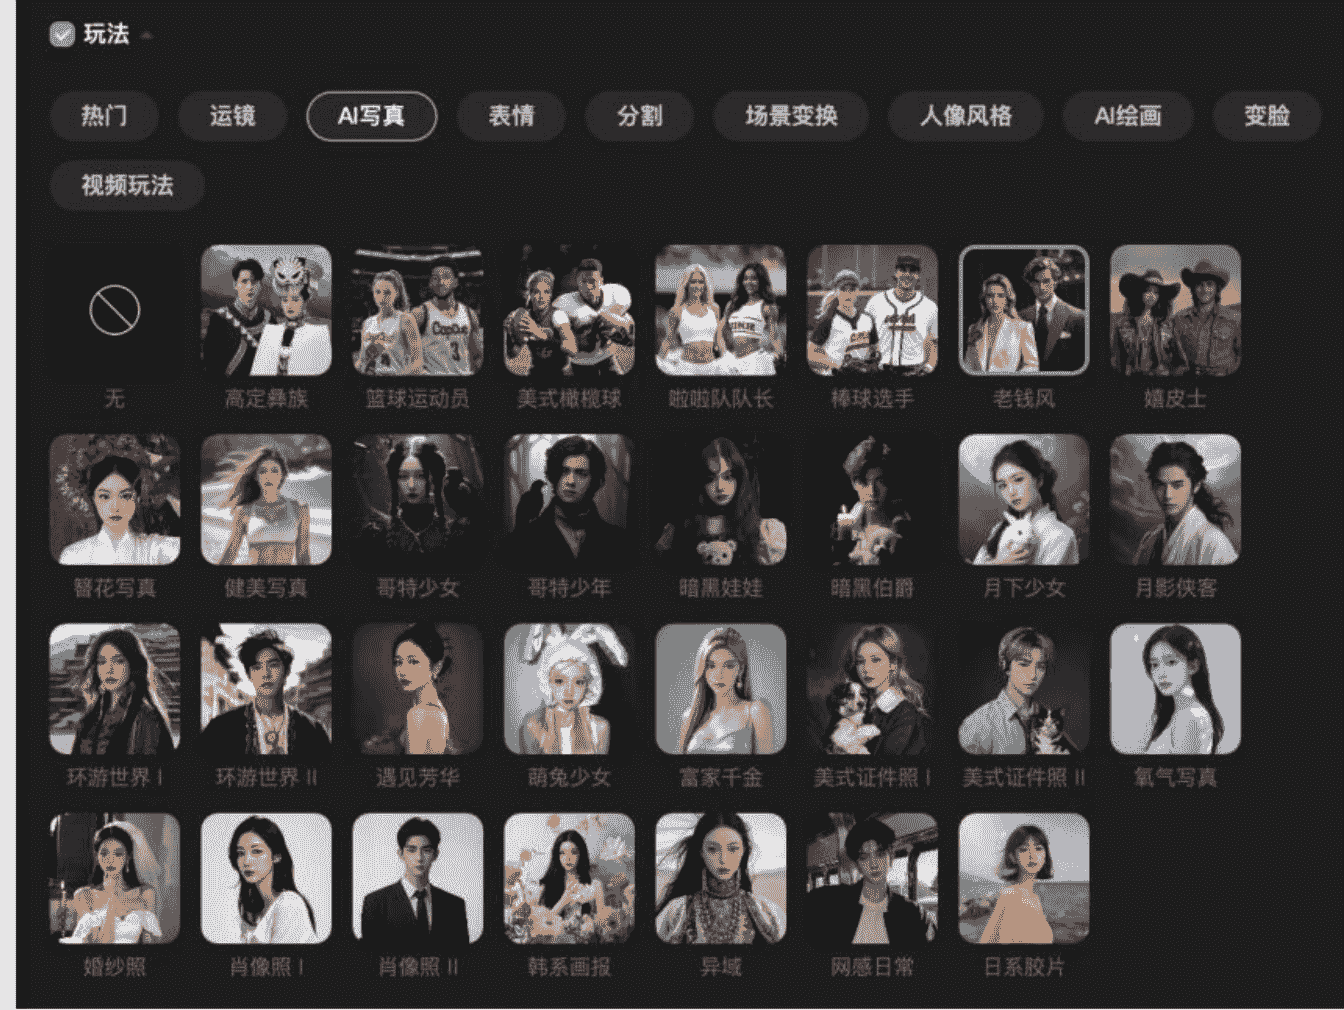 玩法
热门 运镜 AI写真 表情 分割 场景变换 人像风格 AI绘画 变脸
视频玩法
无 高定彝族 篮球运动员 美式橄榄球 啦啦队队长 棒球选手 老钱风 嬉皮士
簪花写真 健美写真 哥特少女 哥特少年 暗黑娃娃 暗黑伯爵 月下少女 月影侠客
环游世界 I 环游世界 II 遇见芳华 萌兔少女 富家千金 美式证件照 I 美式证件照 II 氧气写真
婚纱照 肖像照 I 肖像照 II 韩系画报 异域 网感日常 日系胶片